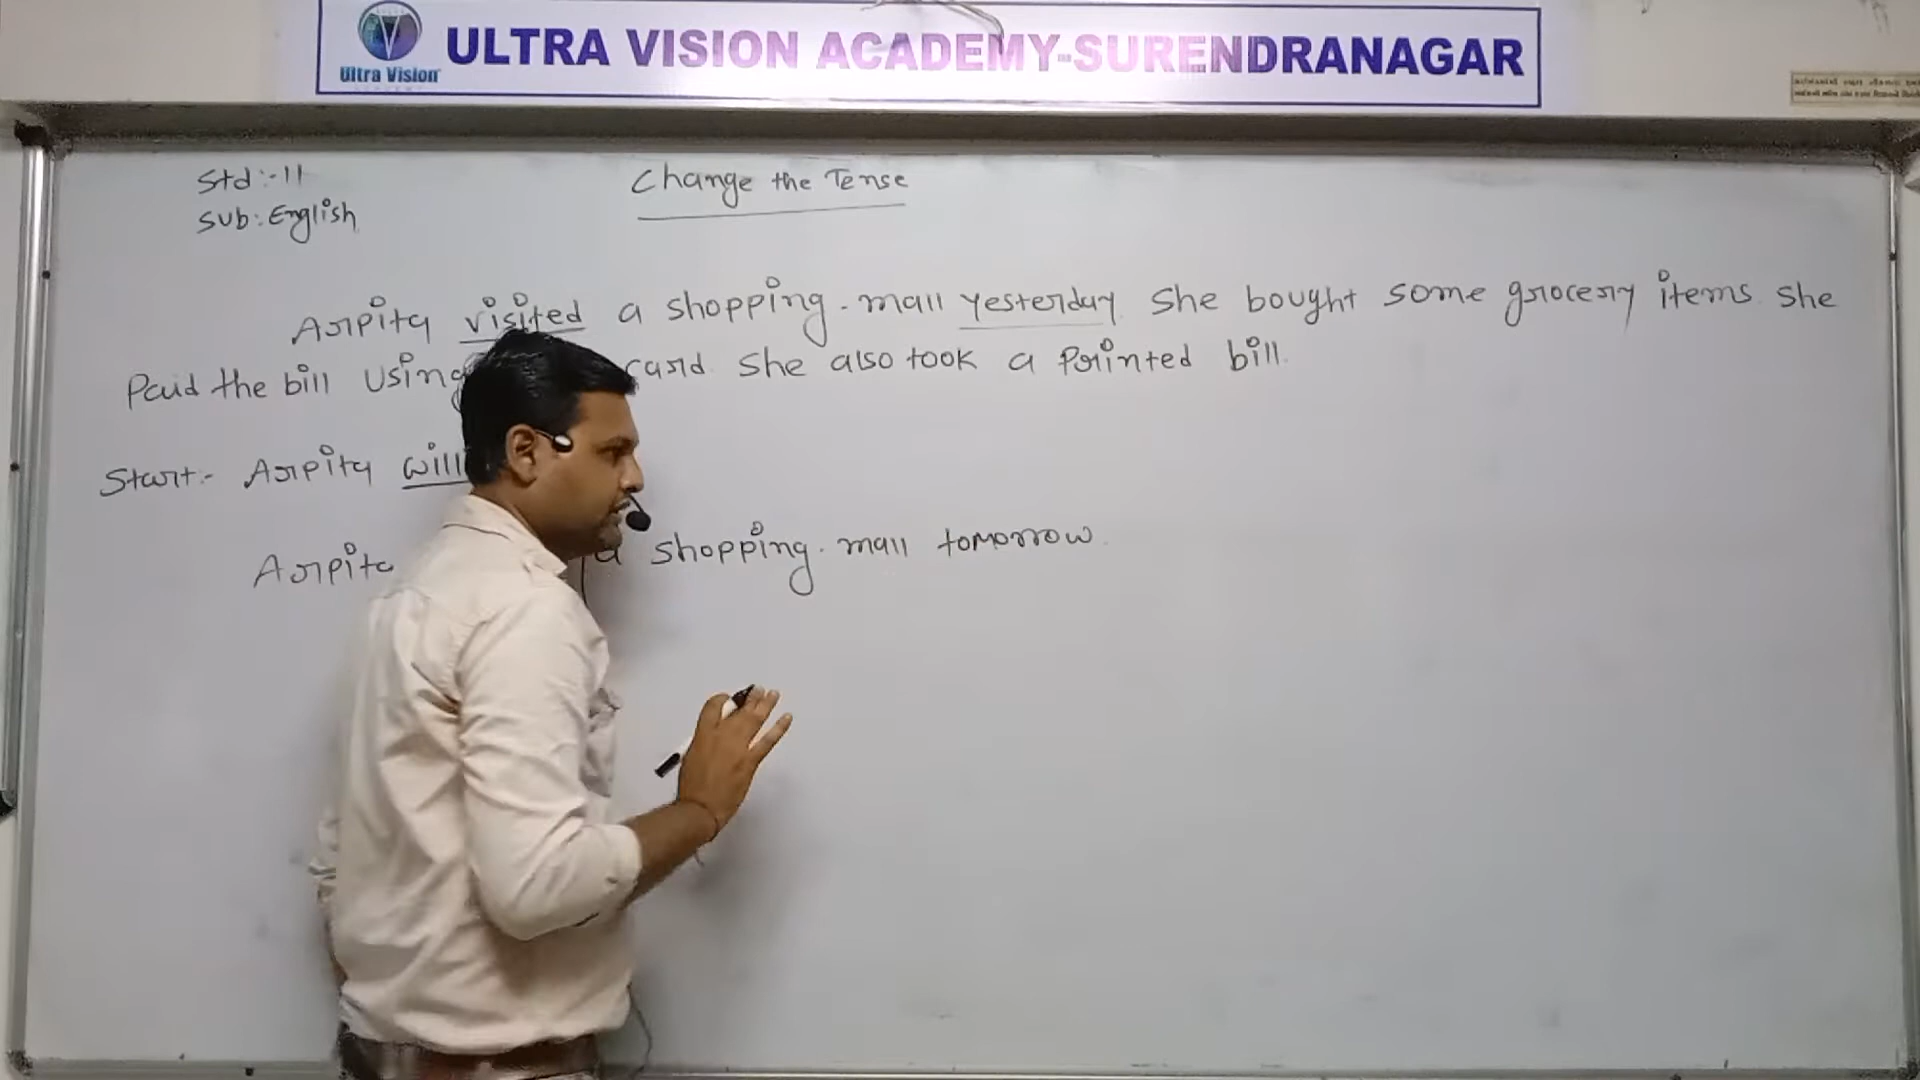 Ultra Vision
ULTRA VISION ACADEMY-SURENDRANAGAR
Std :- 11
Sub : English
Change the Tense
Arpita visited a shopping. mall yesterday. She bought some grocery items. She
Paid the bill Using card. She also took a Printed bill.
Start :- Arpita will
Arpita a shopping. mall tomorrow.